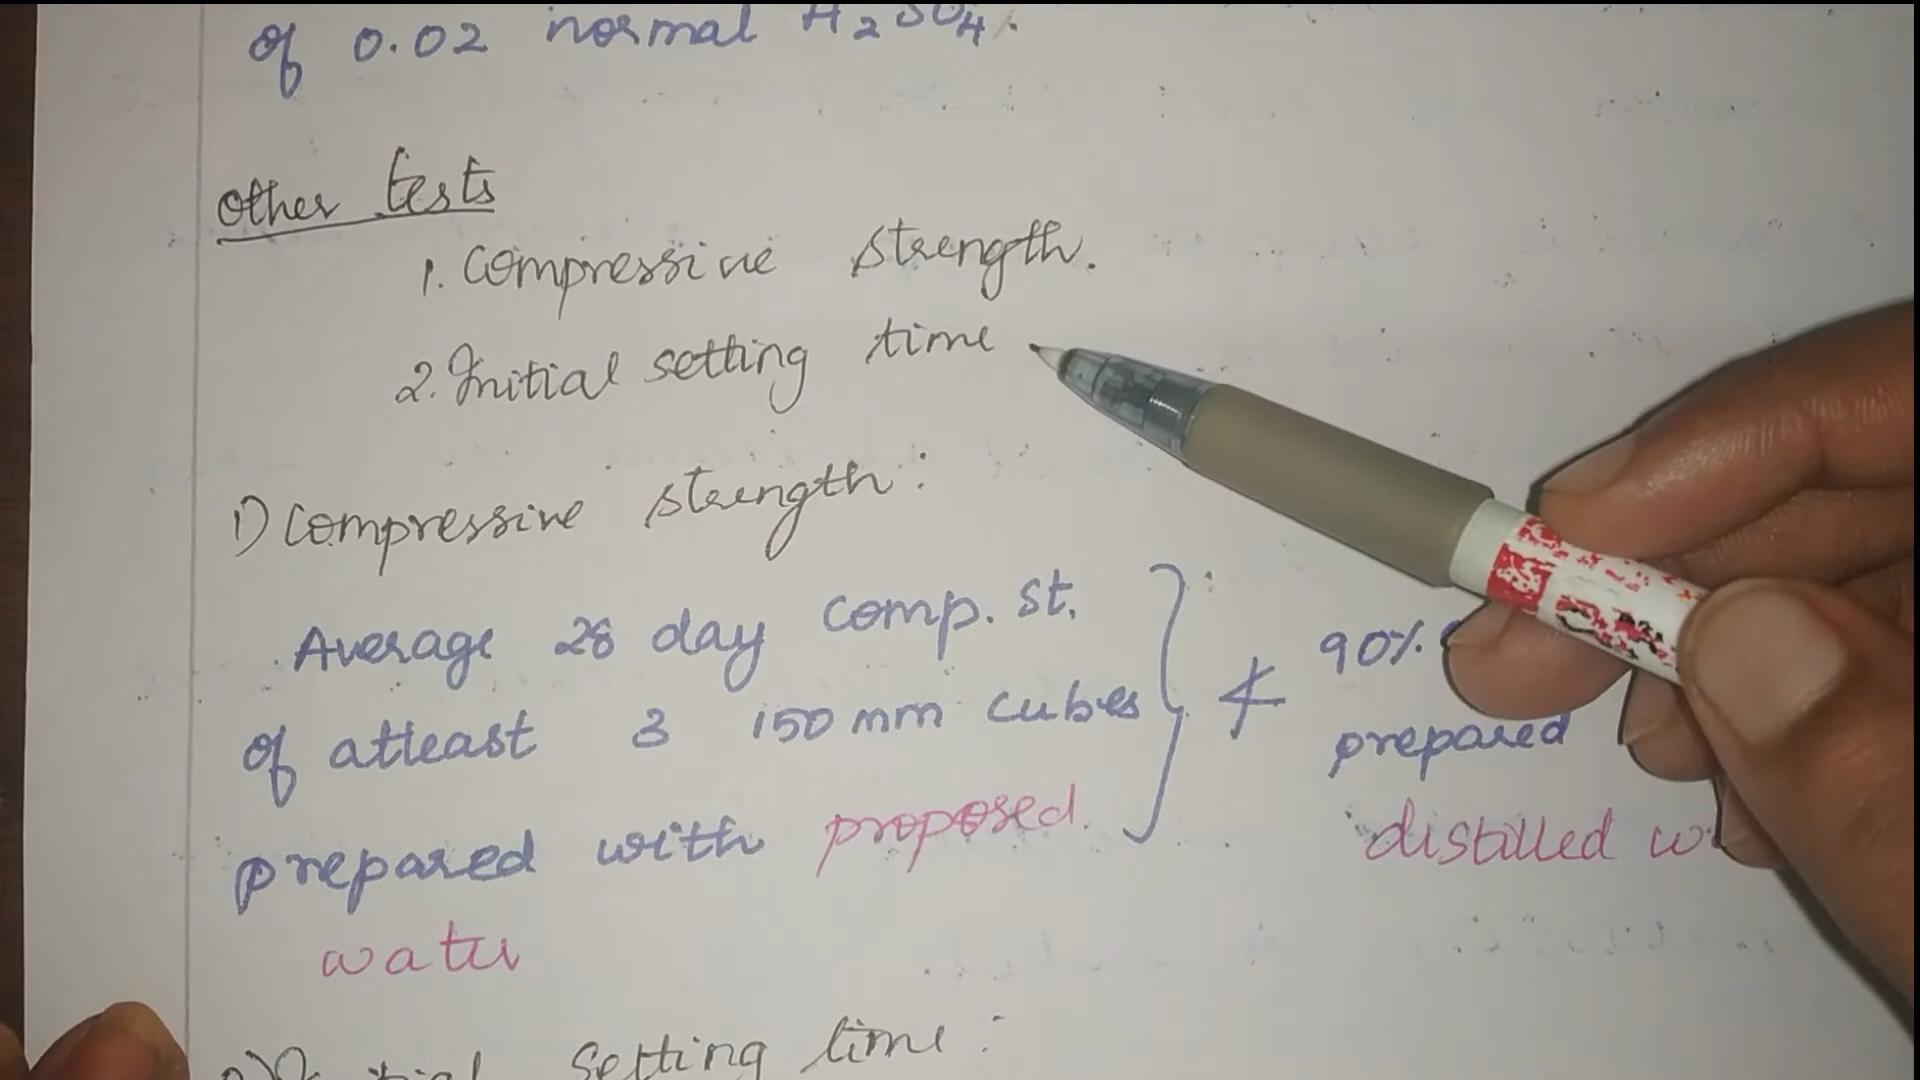 of 0.02 normal H2SO4.
Other tests
1. Compressive strength.
2. Initial setting time
1) Compressive strength:
Average 28 day comp. st.
of atleast 3 150 mm cubes
prepared with proposed
water
≮
90%
prepared
distilled
setting time: